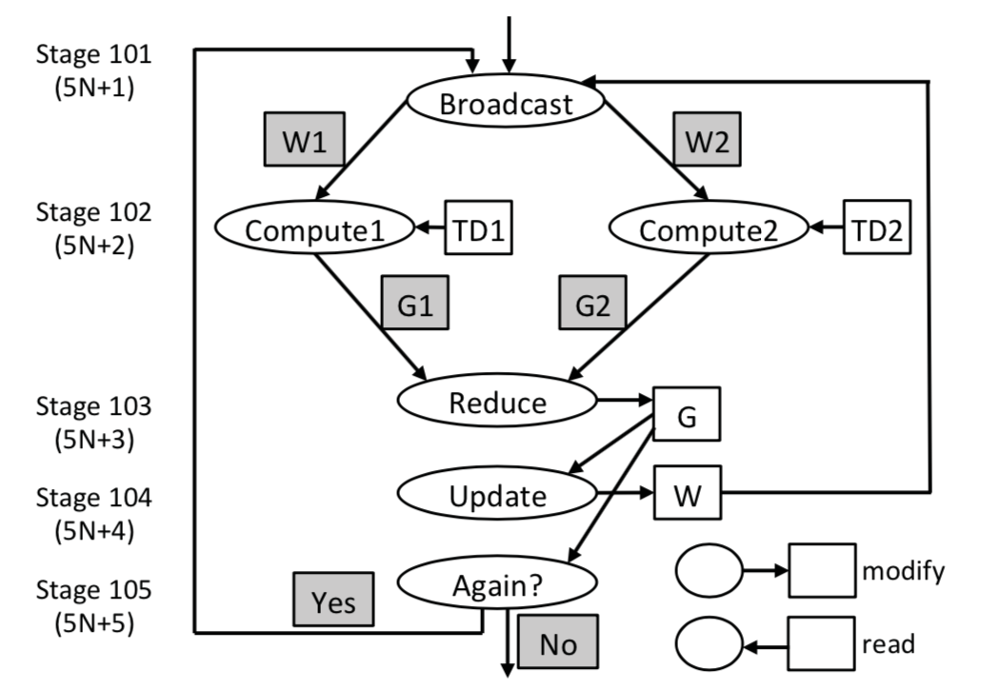 Stage 101
(5N+1)
Broadcast
W1
W2
Stage 102
(5N+2)
Compute1
TD1
Compute2
TD2
G1
G2
Stage 103
(5N+3)
Reduce
G
Stage 104
(5N+4)
Update
W
Stage 105
(5N+5)
Again?
Yes
No
modify
read